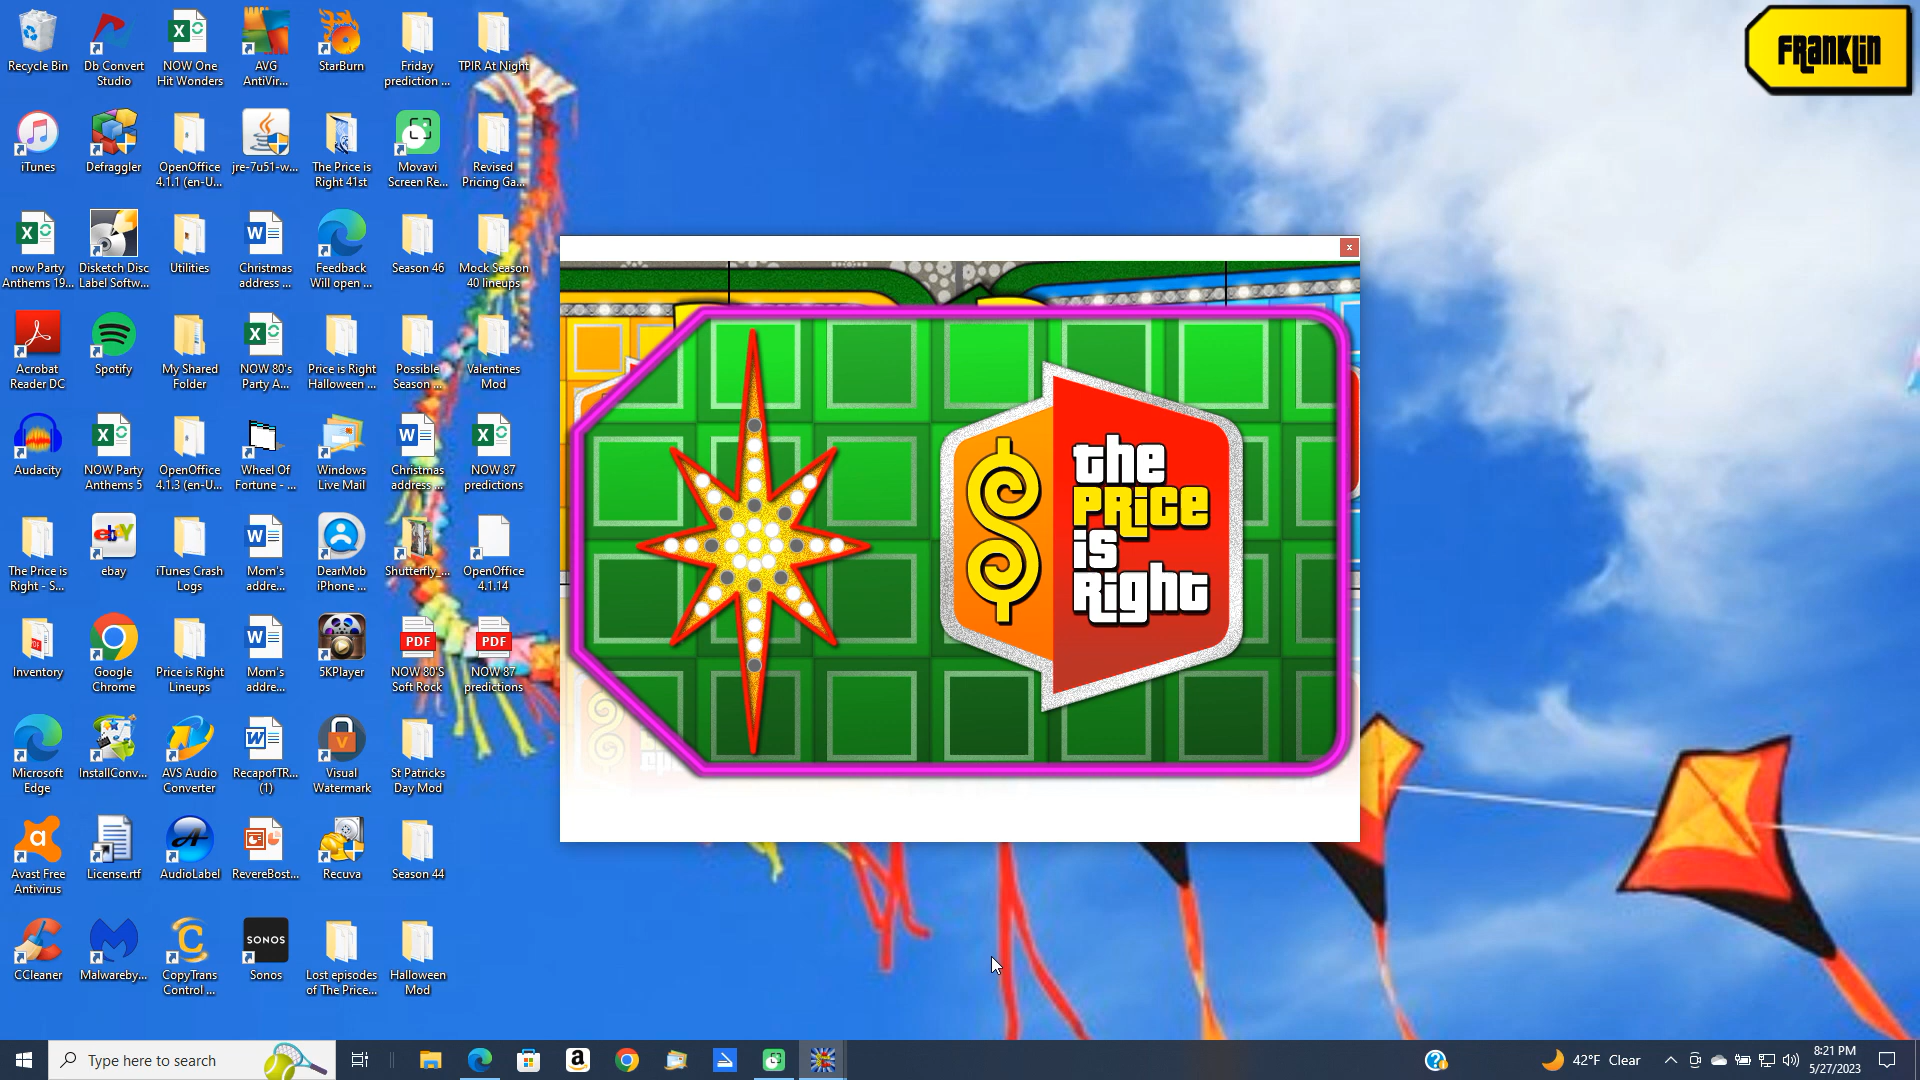 Recycle Bin
Db Convert
Studio
NOW One
Hit Wonders
AVG
AntiVir...
StarBurn
Friday
prediction ...
TPIR At Night
FRANKLIN
iTunes
Defraggler
OpenOffice
4.1.1 (en-U...
jre-7u51-w...
The Price is
Right 41st
Movavi
Screen Re...
Revised
Pricing Ga...
now Party
Anthems 19...
Disketch Disc
Label Softw...
Utilities
Christmas
address ...
Feedback
Will open ...
Season 46
Mock Season
40 lineups
Acrobat
Reader DC
Spotify
My Shared
Folder
NOW 80's
Party A...
Price is Right
Halloween ...
Possible
Season ...
Valentines
Mod
Audacity
NOW Party
Anthems 5
OpenOffice
4.1.3 (en-U...
Wheel Of
Fortune - ...
Windows
Live Mail
Christmas
address ...
NOW 87
predictions
The Price is
Right - S...
ebay
ebay
iTunes Crash
Logs
Mom's
addre...
DearMob
iPhone ...
Shutterfly_...
OpenOffice
4.1.14
Inventory
Google
Chrome
Price is Right
Lineups
Mom's
addre...
5KPlayer
PDF
NOW 80'S
Soft Rock
PDF
NOW 87
predictions
Microsoft
Edge
InstallConv...
AVS Audio
Converter
RecapofTR...
(1)
Visual
Watermark
St Patricks
Day Mod
Avast Free
Antivirus
License.rtf
AudioLabel
RevereBost...
Recuva
Season 44
CCleaner
Malwareby...
CopyTrans
Control ...
SONOS
Sonos
Lost episodes
of The Price...
Halloween
Mod
the
PRice
is
Right
Type here to search
42°F Clear
8:21 PM
5/27/2023